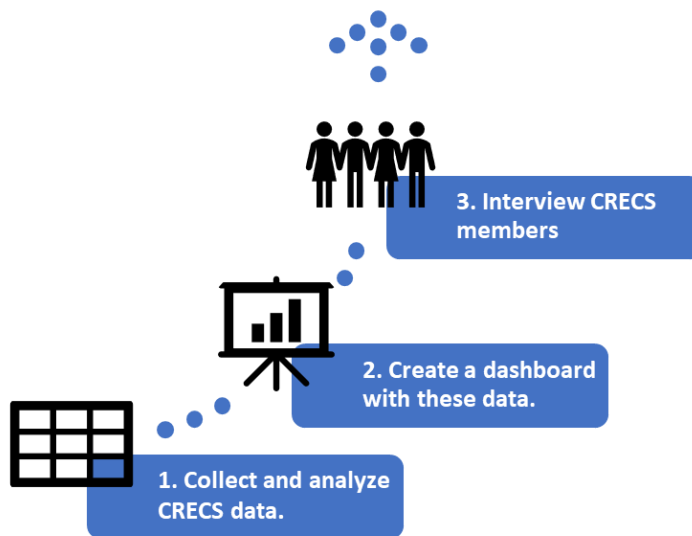 3. Interview CRECS
members
2. Create a dashboard
with these data.
1. Collect and analyze
CRECS data.